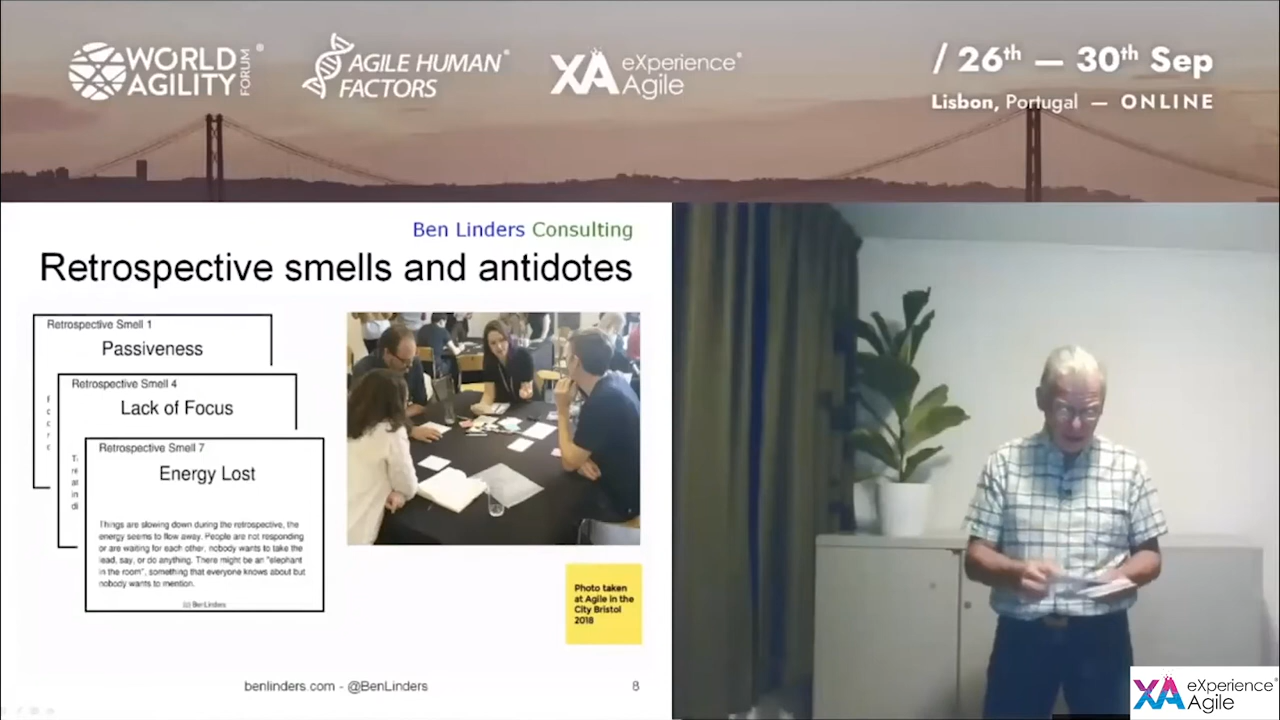 WORLD
AGILITY
FORUM
AGILE HUMAN
FACTORS
XA eXperience
Agile
/ 26th — 30th Sep
Lisbon, Portugal — ONLINE
Ben Linders Consulting
Retrospective smells and antidotes
Retrospective Smell 1
Passiveness
Retrospective Smell 4
Lack of Focus
Retrospective Smell 7
Energy Lost
Things are slowing down during the retrospective, the
energy seems to flow away. People are not responding
or are waiting for each other, nobody wants to take the
lead, say, or do anything. There might be an "elephant
in the room", something that everyone knows about but
nobody wants to mention.
(c) Ben Linders
Photo taken
at Agile in the
City Bristol
2018
benlinders.com - @BenLinders
8
XA eXperience
Agile